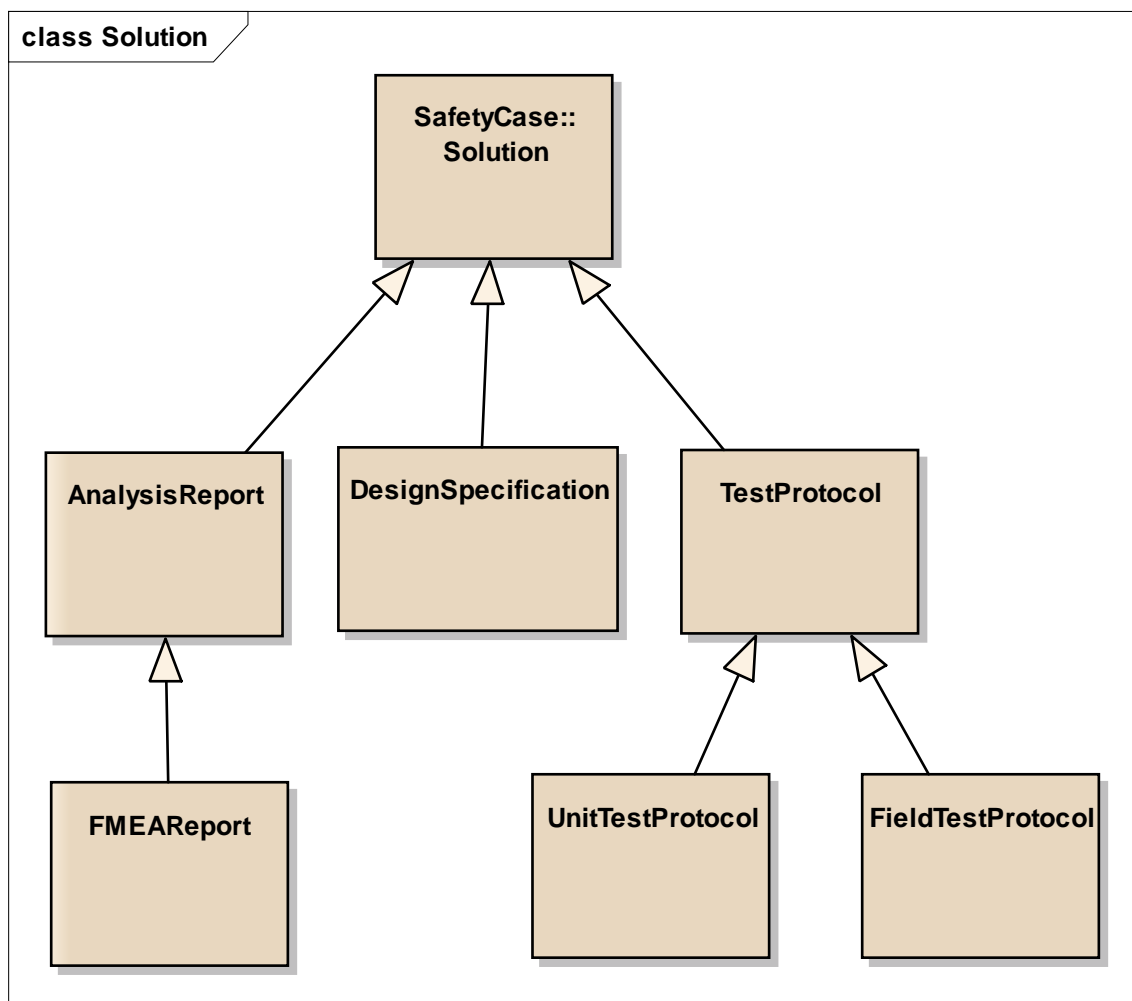 class Solution
SafetyCase::
Solution
AnalysisReport
DesignSpecification
TestProtocol
FMEAReport
UnitTestProtocol
FieldTestProtocol